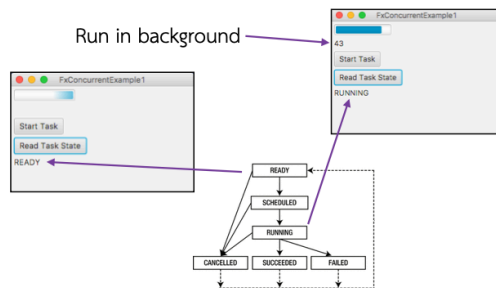 Run in background
FxConcurrentExample1
43
Start Task
Read Task State
RUNNING
FxConcurrentExample1
Start Task
Read Task State
READY
READY
SCHEDULED
RUNNING
CANCELLED SUCCEEDED FAILED